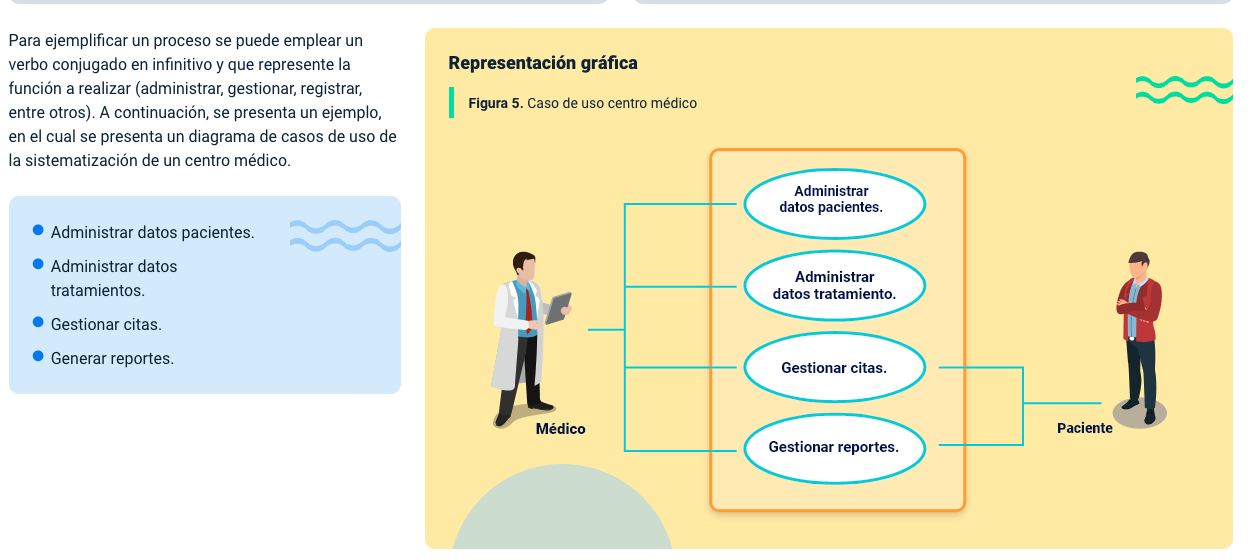 Para ejemplificar un proceso se puede emplear un
verbo conjugado en infinitivo y que represente la
función a realizar (administrar, gestionar, registrar,
entre otros). A continuación, se presenta un ejemplo,
en el cual se presenta un diagrama de casos de uso de
la sistematización de un centro médico.
Administrar datos pacientes.
Administrar datos
tratamientos.
Gestionar citas.
Generar reportes.
Representación gráfica
Figura 5. Caso de uso centro médico
Administrar
datos pacientes.
Administrar
datos tratamiento.
Gestionar citas.
Gestionar reportes.
Médico
Paciente